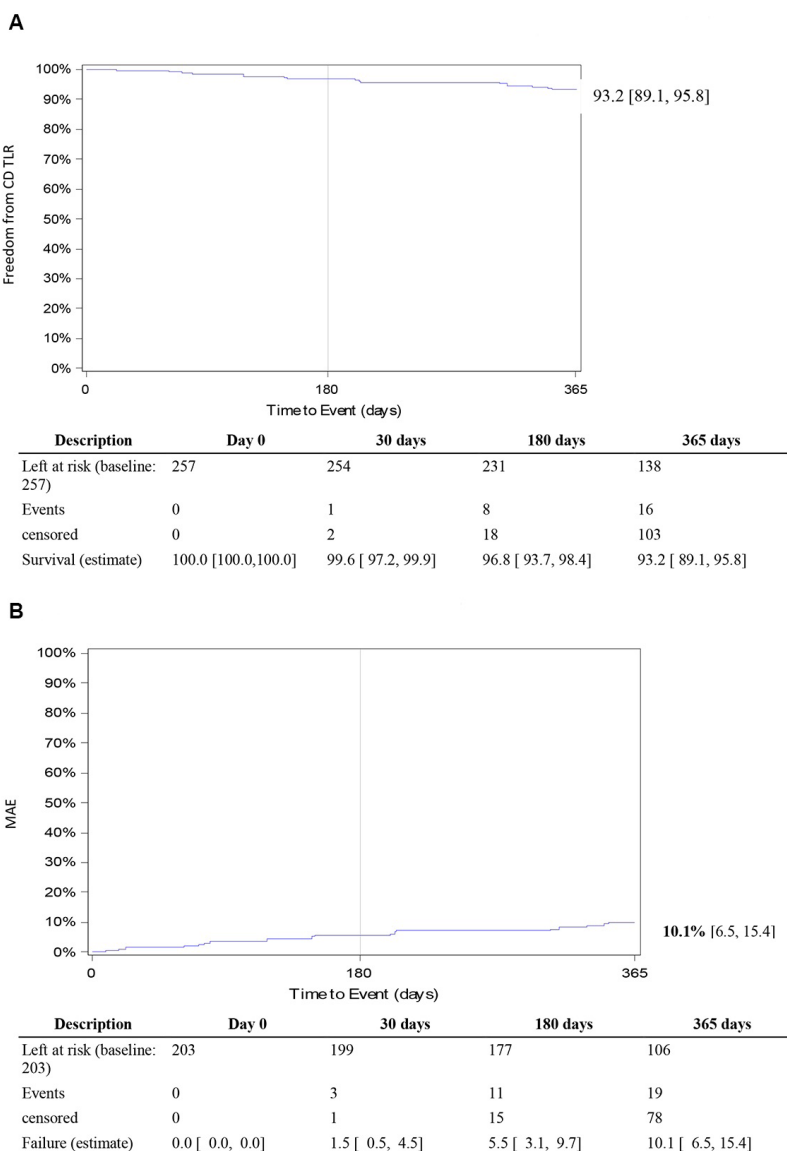 A
Freedom from CD TLR
100%
90%
80%
70%
60%
50%
40%
30%
20%
10%
0%
93.2 [89.1, 95.8]
0 180 365
Time to Event (days)
Description Day 0 30 days 180 days 365 days
Left at risk (baseline: 257 254 231 138
257)
Events 0 1 8 16
censored 0 2 18 103
Survival (estimate) 100.0 [100.0,100.0] 99.6 [ 97.2, 99.9] 96.8 [ 93.7, 98.4] 93.2 [ 89.1, 95.8]
B
MAE
100%
90%
80%
70%
60%
50%
40%
30%
20%
10%
0%
10.1% [6.5, 15.4]
0 180 365
Time to Event (days)
Description Day 0 30 days 180 days 365 days
Left at risk (baseline: 203 199 177 106
203)
Events 0 3 11 19
censored 0 1 15 78
Failure (estimate) 0.0 [ 0.0, 0.0] 1.5 [ 0.5, 4.5] 5.5 [ 3.1, 9.7] 10.1 [ 6.5, 15.4]